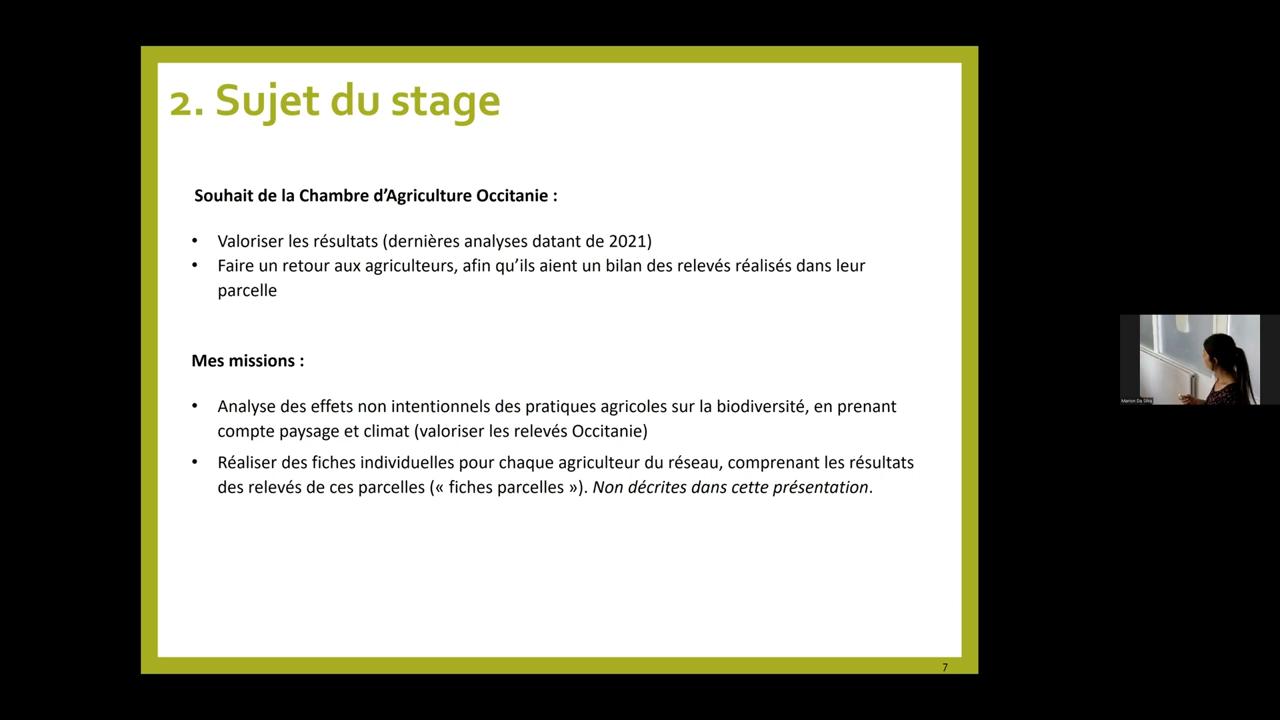 2. Sujet du stage
Souhait de la Chambre d’Agriculture Occitanie :
• Valoriser les résultats (dernières analyses datant de 2021)
• Faire un retour aux agriculteurs, afin qu’ils aient un bilan des relevés réalisés dans leur
parcelle
Mes missions :
• Analyse des effets non intentionnels des pratiques agricoles sur la biodiversité, en prenant
compte paysage et climat (valoriser les relevés Occitanie)
• Réaliser des fiches individuelles pour chaque agriculteur du réseau, comprenant les résultats
des relevés de ces parcelles (« fiches parcelles »). Non décrites dans cette présentation.
7
Marion Da Silva